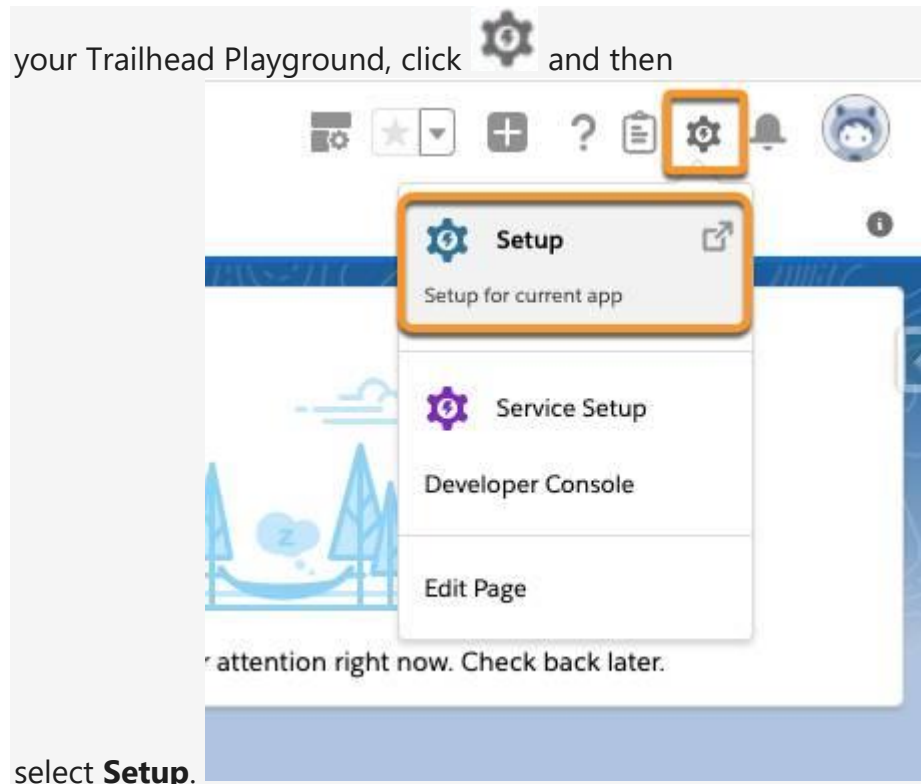 your Trailhead Playground, click and then
?
Setup
Setup for current app
Service Setup
Developer Console
Edit Page
z
attention right now. Check back later.
select Setup.